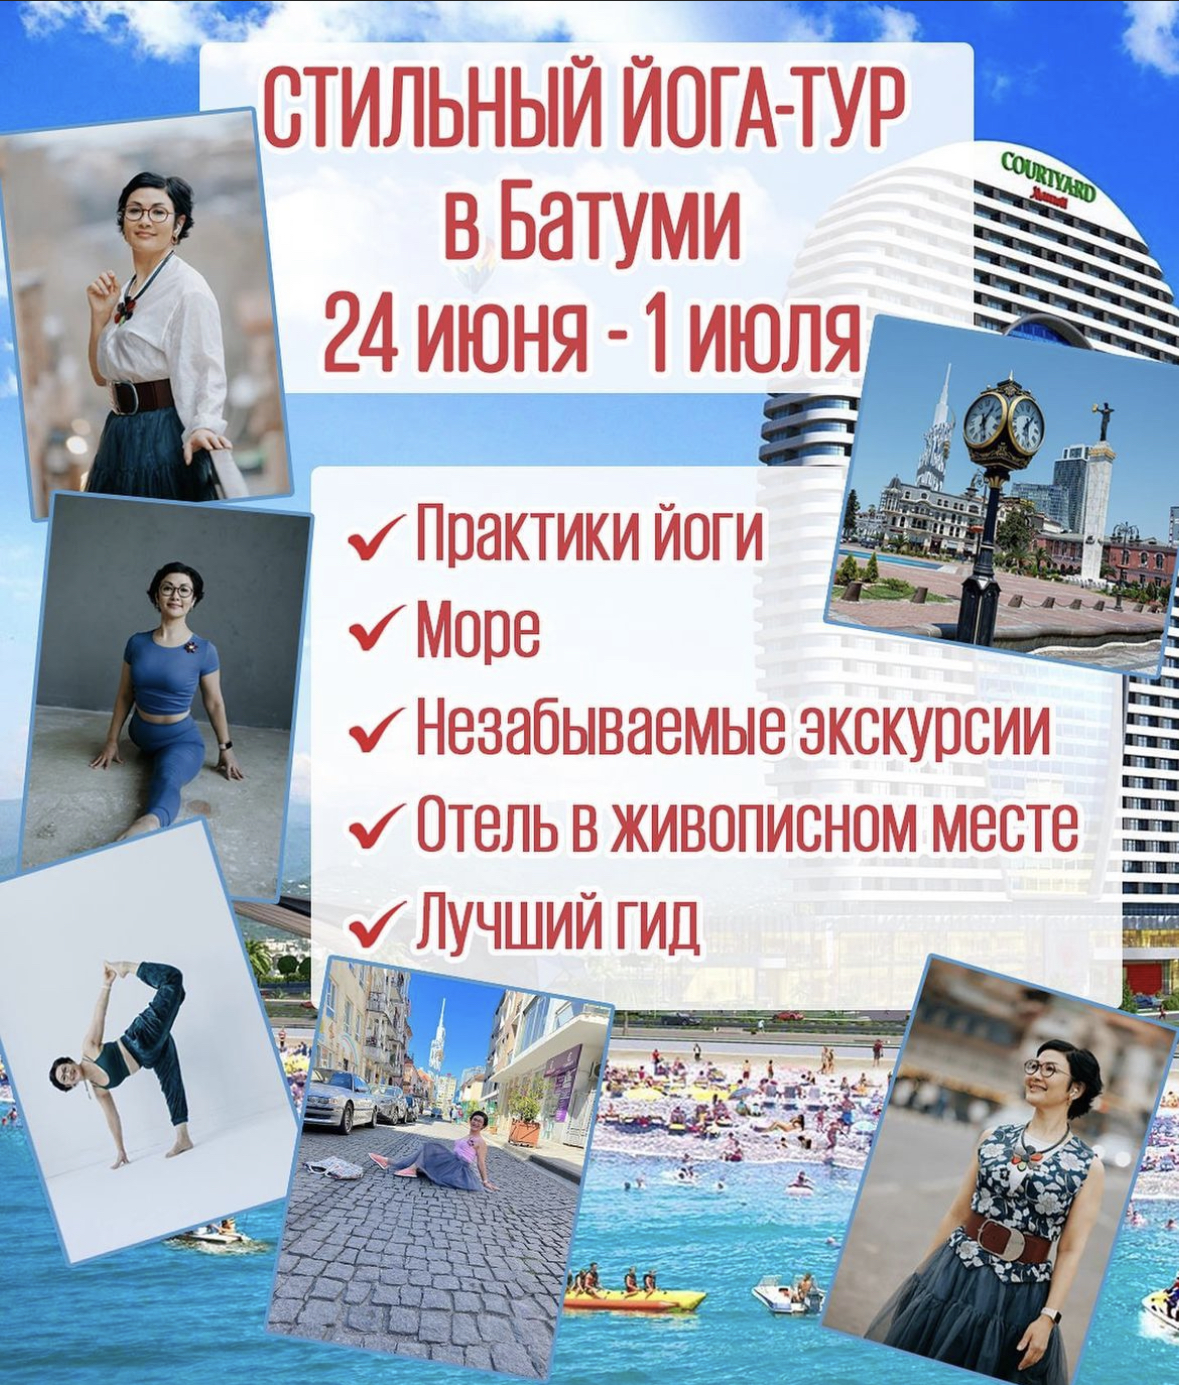 СТИЛЬНЫЙ ЙОГА-ТУР
в Батуми
24 июня - 1 июля
COURTYARD
Marriott
Практики йоги
Море
Незабываемые экскурсии
Отель в живописном месте
Лучший гид